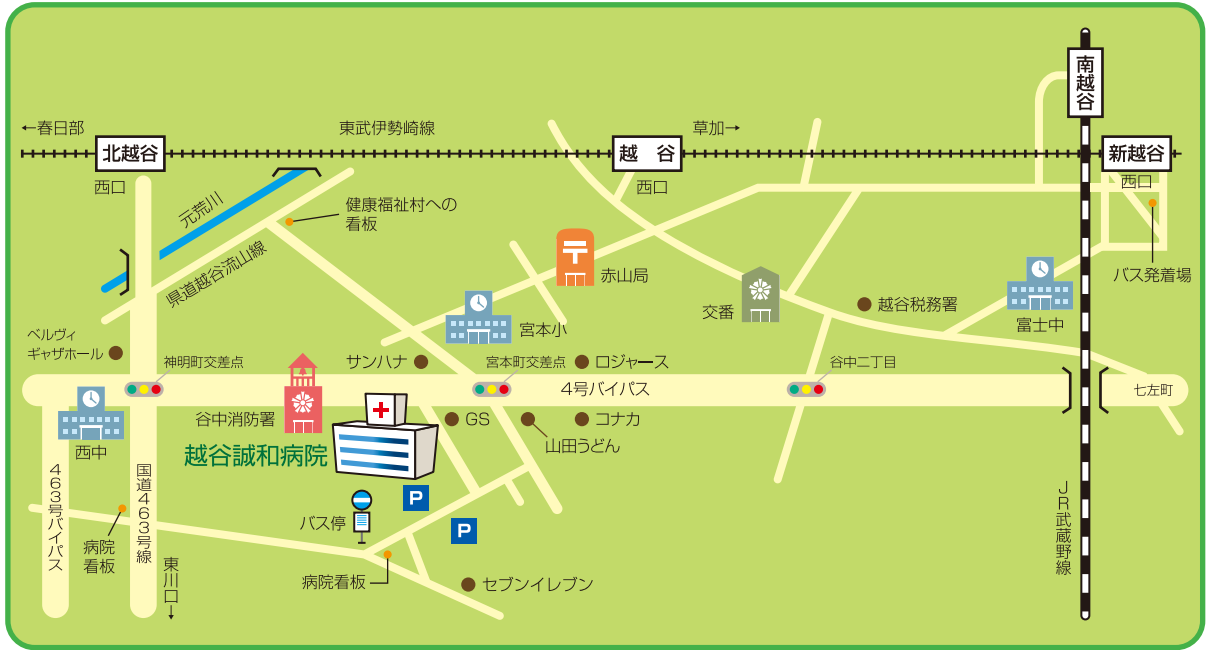 南越谷
←春日部
東武伊勢崎線
草加→
北越谷
越　谷
新越谷
西口
西口
西口
元荒川
健康福祉村への
看板
県道越谷流山線
赤山局
バス発着場
交番
越谷税務署
富士中
宮本小
ベルヴィ
ギャザホール
神明町交差点
サンハナ
宮本町交差点
ロジャース
谷中二丁目
4号バイパス
七左町
谷中消防署
GS
コナカ
山田うどん
西中
越谷誠和病院
463号バイパス
国道463号線
P
P
バス停
病院
看板
東川口↓
病院看板
セブンイレブン
JR武蔵野線